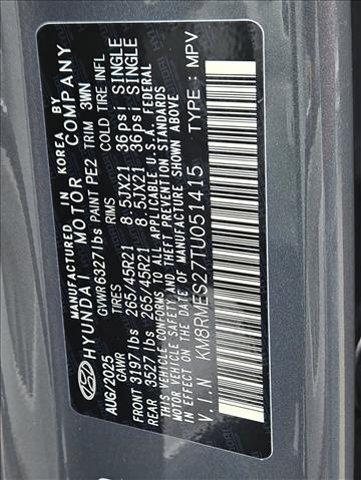 MANUFACTURED IN KOREA BY
HYUNDAI MOTOR COMPANY
GVWR 6327 lbs PAINT PE2 TRIM 3WN
AUG/2025 GAWR TIRES RIMS COLD TIRE INFL
FRONT 3197 lbs 265/45R21 8.5JX21 36psi SINGLE
REAR 3527 lbs 265/45R21 8.5JX21 36psi SINGLE
THIS VEHICLE CONFORMS TO ALL APPLICABLE U.S.A. FEDERAL
MOTOR VEHICLE SAFETY AND THEFT PREVENTION STANDARDS
IN EFFECT ON THE DATE OF MANUFACTURE SHOWN ABOVE
V.I.N KM8RMES27TU051415 TYPE: MPV